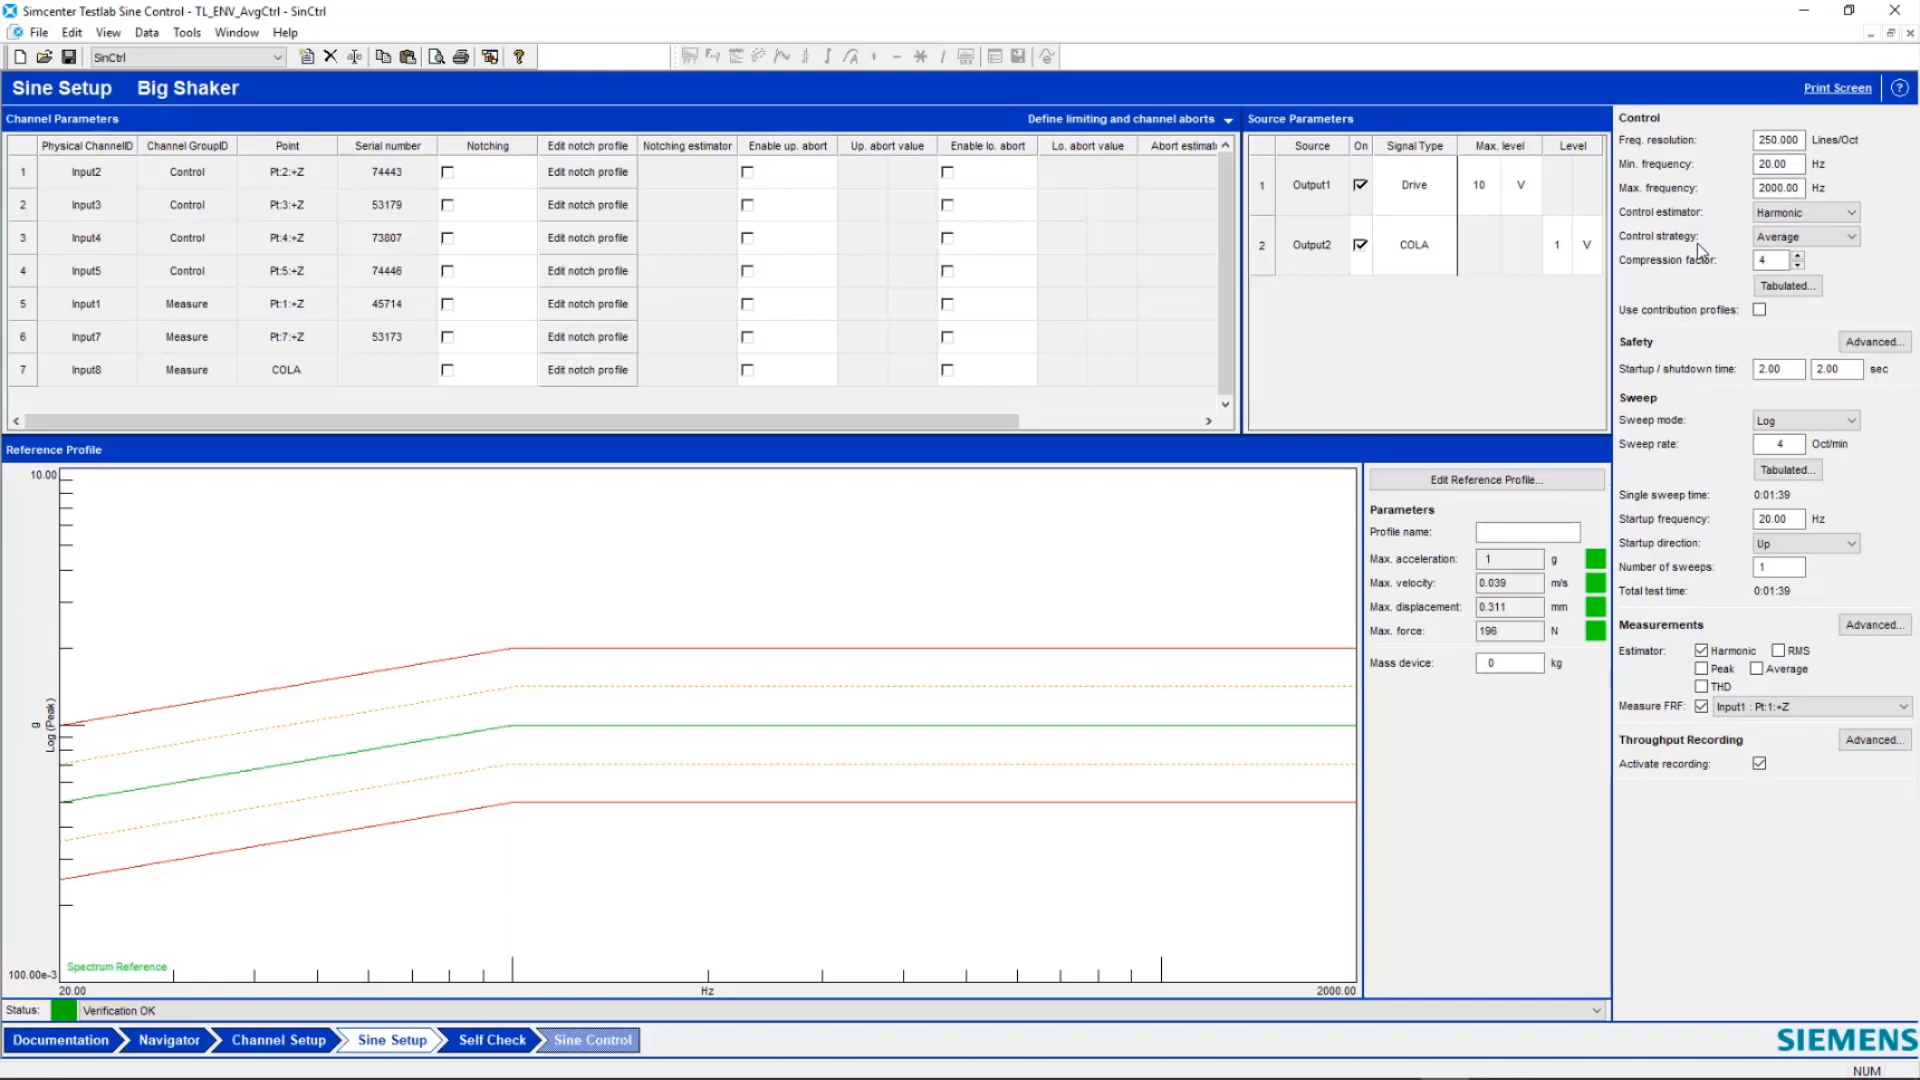 Simcenter Testlab Sine Control - TL_ENV_AvgCtrl - SinCtrl
File Edit View Data Tools Window Help
SinCtrl
Sine Setup Big Shaker Print Screen ?
Channel Parameters Define limiting and channel aborts
Physical ChannelID Channel GroupID Point Serial number Notching Edit notch profile Notching estimator Enable up. abort Up. abort value Enable lo. abort Lo. abort value Abort estimat
1 Input2 Control Pt:2:+Z 74443 Edit notch profile
2 Input3 Control Pt:3:+Z 53179 Edit notch profile
3 Input4 Control Pt:4:+Z 73807 Edit notch profile
4 Input5 Control Pt:5:+Z 74446 Edit notch profile
5 Input1 Measure Pt:1:+Z 45714 Edit notch profile
6 Input7 Measure Pt:7:+Z 53173 Edit notch profile
7 Input8 Measure COLA Edit notch profile
Source Parameters
Source On Signal Type Max. level Level
1 Output1 Drive 10 V
2 Output2 COLA 1 V
Control
Freq. resolution: 250.000 Lines/Oct
Min. frequency: 20.00 Hz
Max. frequency: 2000.00 Hz
Control estimator: Harmonic
Control strategy: Average
Compression factor: 4
Tabulated...
Use contribution profiles:
Safety Advanced...
Startup / shutdown time: 2.00 2.00 sec
Sweep
Sweep mode: Log
Sweep rate: 4 Oct/min
Tabulated...
Single sweep time: 0:01:39
Startup frequency: 20.00 Hz
Startup direction: Up
Number of sweeps: 1
Total test time: 0:01:39
Measurements Advanced...
Estimator: Harmonic RMS
Peak Average
THD
Measure FRF: Input1 : Pt:1:+Z
Throughput Recording Advanced...
Activate recording:
Reference Profile
10.00
g
Log (Peak)
100.00e-3
Spectrum Reference
20.00 Hz 2000.00
Edit Reference Profile...
Parameters
Profile name:
Max. acceleration: 1 g
Max. velocity: 0.039 m/s
Max. displacement: 0.311 mm
Max. force: 196 N
Mass device: 0 kg
Status: Verification OK
Documentation Navigator Channel Setup Sine Setup Self Check Sine Control
SIEMENS
NUM